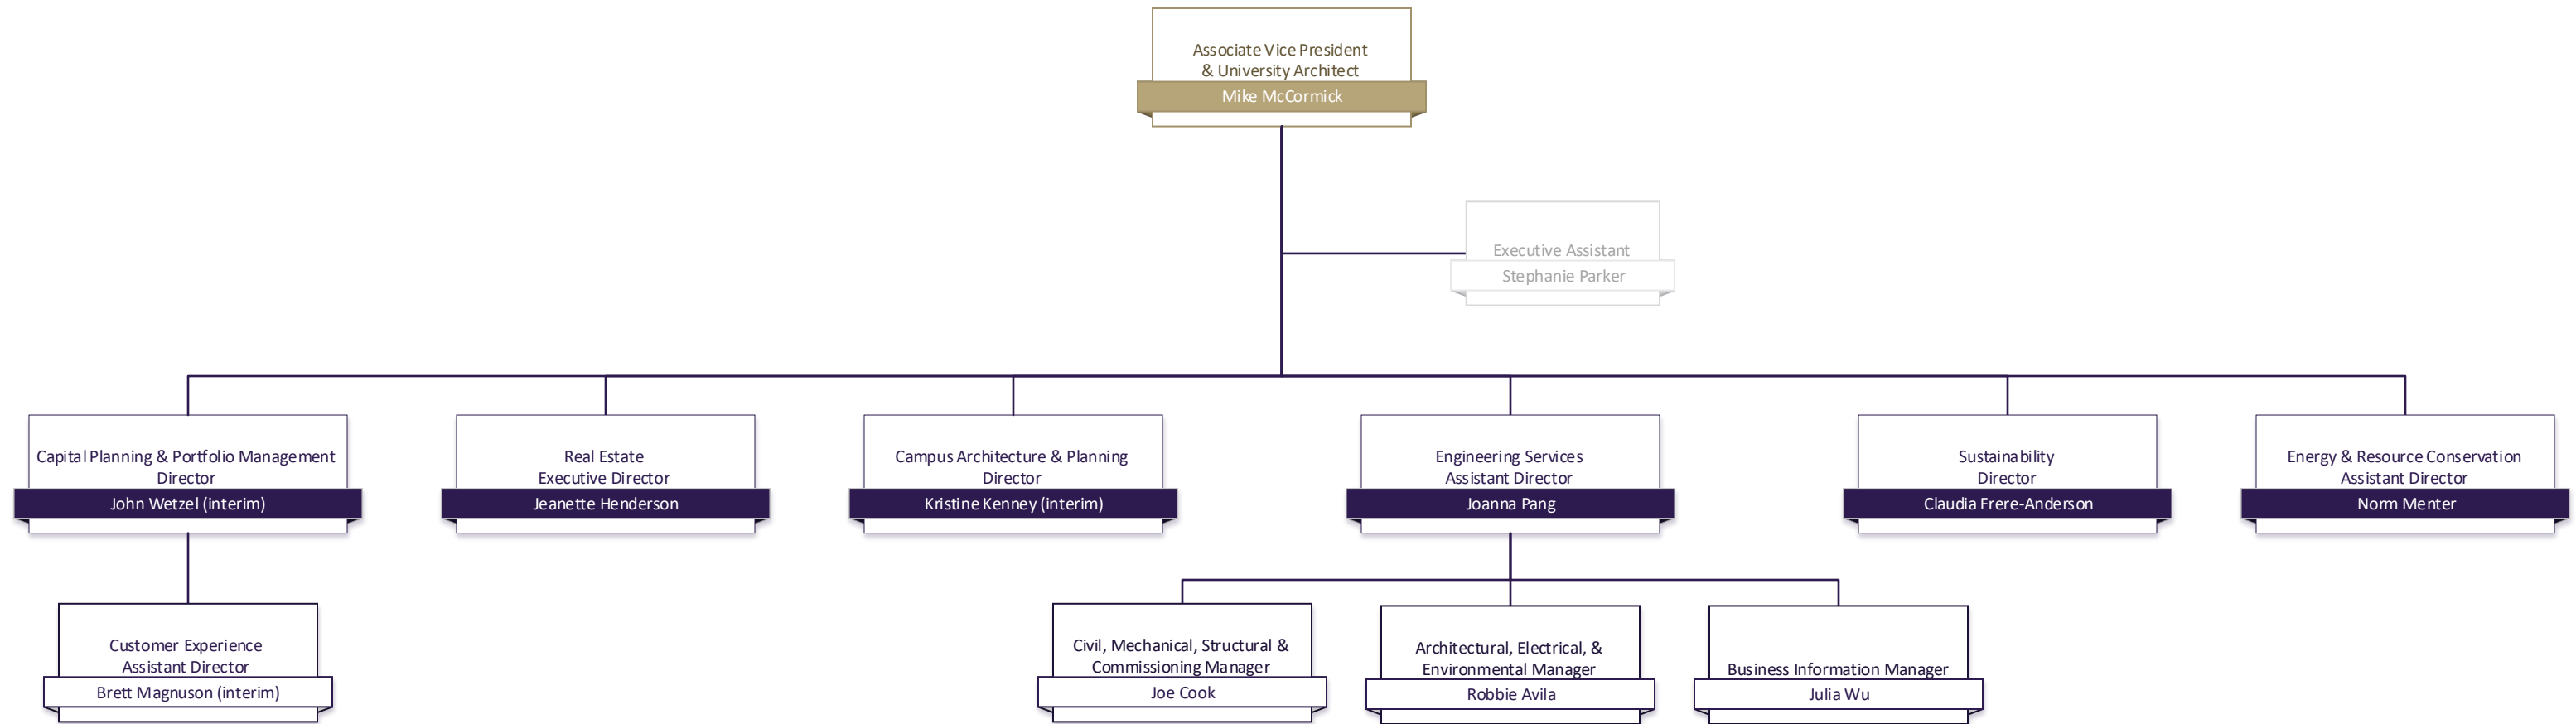 Associate Vice President
& University Architect
Mike McCormick
Executive Assistant
Stephanie Parker
Capital Planning & Portfolio Management
Director
John Wetzel (interim)
Real Estate
Executive Director
Jeanette Henderson
Campus Architecture & Planning
Director
Kristine Kenney (interim)
Engineering Services
Assistant Director
Joanna Pang
Sustainability
Director
Claudia Frere-Anderson
Energy & Resource Conservation
Assistant Director
Norm Menter
Customer Experience
Assistant Director
Brett Magnuson (interim)
Civil, Mechanical, Structural &
Commissioning Manager
Joe Cook
Architectural, Electrical, &
Environmental Manager
Robbie Avila
Business Information Manager
Julia Wu